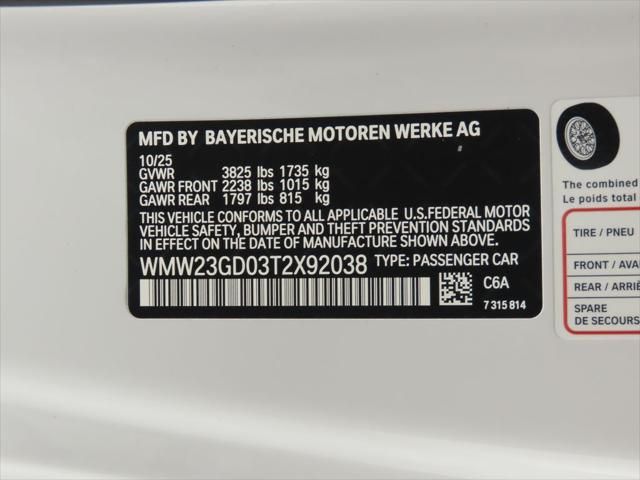 MFD BY BAYERISCHE MOTOREN WERKE AG
10/25
GVWR 3825 lbs 1735 kg
GAWR FRONT 2238 lbs 1015 kg
GAWR REAR 1797 lbs 815 kg
THIS VEHICLE CONFORMS TO ALL APPLICABLE U.S.FEDERAL MOTOR
VEHICLE SAFETY, BUMPER AND THEFT PREVENTION STANDARDS
IN EFFECT ON THE DATE OF MANUFACTURE SHOWN ABOVE.
WMW23GD03T2X92038 TYPE: PASSENGER CAR
C6A
7 315 814
The combined
Le poids total
TIRE / PNEU
FRONT / AVA
REAR / ARRIÈ
SPARE
DE SECOURS